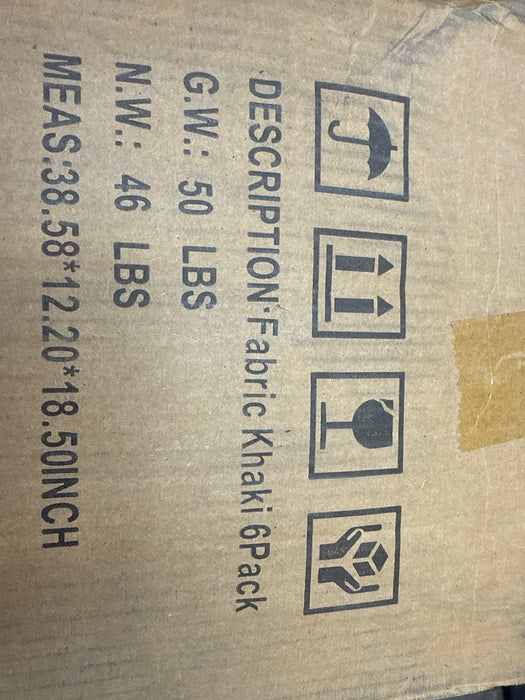 DESCRIPTION:Fabric Khaki 6Pack
G.W.: 50 LBS
N.W.: 46 LBS
MEAS:38.58*12.20*18.50INCH